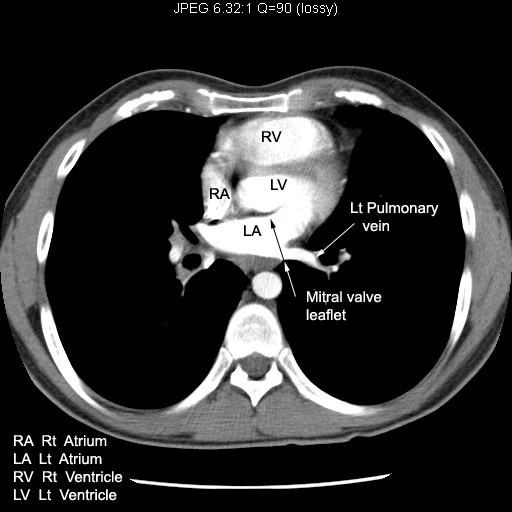 JPEG 6.32:1 Q=90 (lossy)
RV
LV
RA
LA
Lt Pulmonary
vein
Mitral valve
leaflet
RA Rt Atrium
LA Lt Atrium
RV Rt Ventricle
LV Lt Ventricle